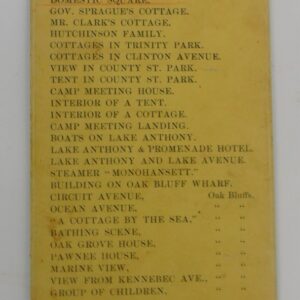 DOMESTIC SQUARE.
GOV. SPRAGUE'S COTTAGE.
MR. CLARK'S COTTAGE.
HUTCHINSON FAMILY.
COTTAGES IN TRINITY PARK.
COTTAGES IN CLINTON AVENUE.
VIEW IN COUNTY ST. PARK.
TENT IN COUNTY ST. PARK.
CAMP MEETING HOUSE.
INTERIOR OF A TENT.
INTERIOR OF A COTTAGE.
CAMP MEETING LANDING.
BOATS ON LAKE ANTHONY.
LAKE ANTHONY & PROMENADE HOTEL.
LAKE ANTHONY AND LAKE AVENUE.
STEAMER "MONOHANSETT."
BUILDING ON OAK BLUFF WHARF.
CIRCUIT AVENUE, Oak Bluffs.
OCEAN AVENUE, " "
"A COTTAGE BY THE SEA." " "
BATHING SCENE, " "
OAK GROVE HOUSE, " "
PAWNEE HOUSE, " "
MARINE VIEW, " "
VIEW FROM KENNEBEC AVE., " "
GROUP OF CHILDREN, " "